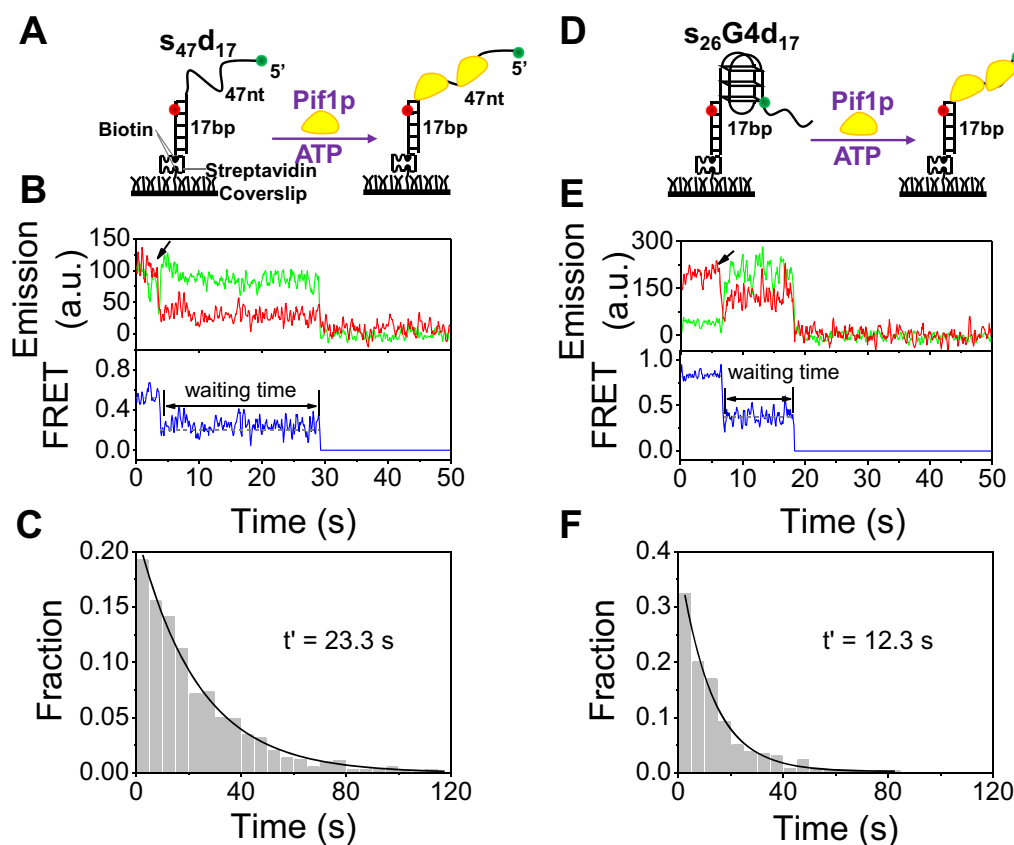 A
s47d17
5'
47nt
Pif1p
ATP
17bp
Biotin
Streptavidin
Coverslip
47nt
5'
17bp
B
Emission
(a.u.)
150
100
50
0
FRET
0.8
0.4
0.0
waiting time
0 10 20 30 40 50
Time (s)
C
Fraction
0.20
0.15
0.10
0.05
0.00
t' = 23.3 s
0 40 80 120
Time (s)
D
s26G4d17
17bp
Pif1p
ATP
5'
47nt
17bp
E
Emission
(a.u.)
300
150
0
FRET
1.0
0.5
0.0
waiting time
0 10 20 30 40 50
Time (s)
F
Fraction
0.4
0.3
0.2
0.1
0.0
t' = 12.3 s
0 40 80 120
Time (s)